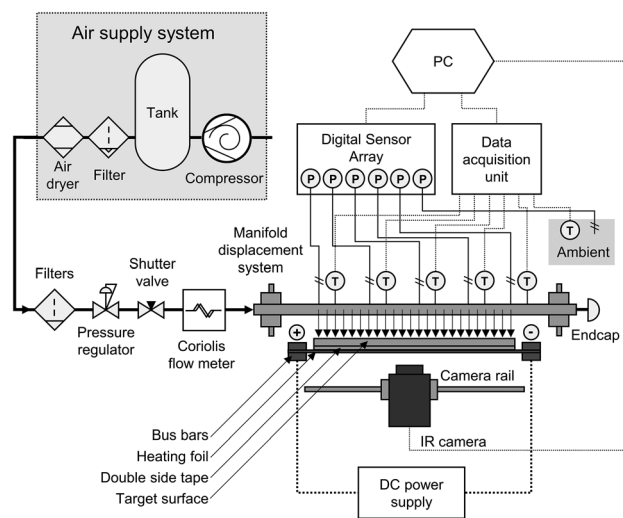 Air supply system
Tank
Air
dryer
Filter
Compressor
PC
Digital Sensor
Array
P P P P P P
Data
acquisition
unit
T
Ambient
Manifold
displacement
system
T T T T T
Filters
Shutter
valve
Pressure
regulator
Coriolis
flow meter
Endcap
+
-
Camera rail
IR camera
Bus bars
Heating foil
Double side tape
Target surface
DC power
supply